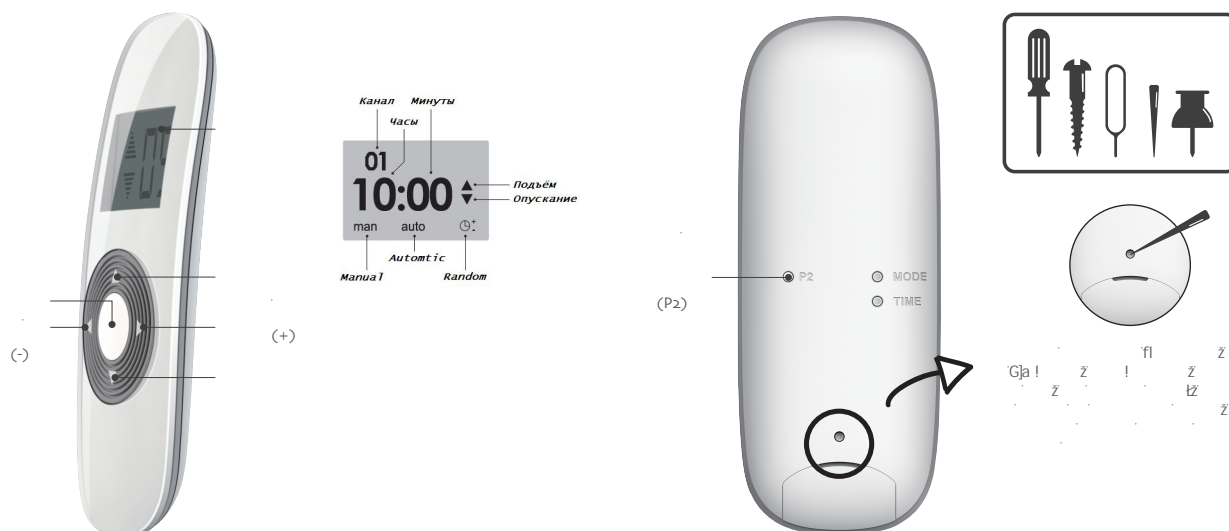 Канал Минуты
Часы
01
10:00
Подъём
Опускание
man auto
Automtic
Manual Random
(-)
(+)
(P2)
P2
MODE
TIME